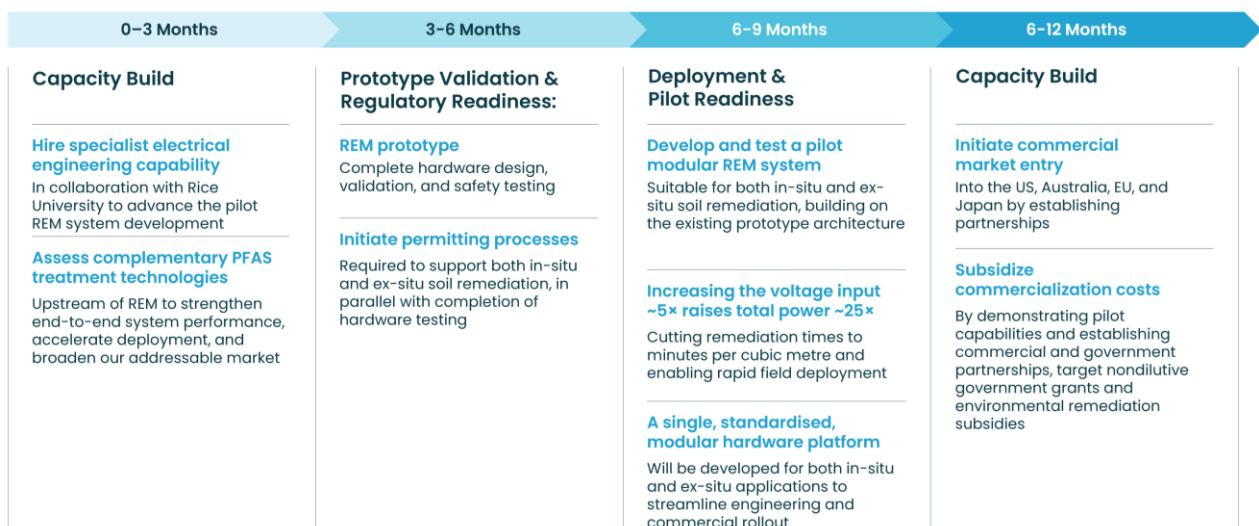 0–3 Months
3-6 Months
6-9 Months
6-12 Months
Capacity Build
Hire specialist electrical
engineering capability
In collaboration with Rice
University to advance the pilot
REM system development
Assess complementary PFAS
treatment technologies
Upstream of REM to strengthen
end-to-end system performance,
accelerate deployment, and
broaden our addressable market
Prototype Validation &
Regulatory Readiness:
REM prototype
Complete hardware design,
validation, and safety testing
Initiate permitting processes
Required to support both in-situ
and ex-situ soil remediation, in
parallel with completion of
hardware testing
Deployment &
Pilot Readiness
Develop and test a pilot
modular REM system
Suitable for both in-situ and ex-
situ soil remediation, building on
the existing prototype architecture
Increasing the voltage input
~5× raises total power ~25×
Cutting remediation times to
minutes per cubic metre and
enabling rapid field deployment
A single, standardised,
modular hardware platform
Will be developed for both in-situ
and ex-situ applications to
streamline engineering and
commercial rollout
Capacity Build
Initiate commercial
market entry
Into the US, Australia, EU, and
Japan by establishing
partnerships
Subsidize
commercialization costs
By demonstrating pilot
capabilities and establishing
commercial and government
partnerships, target nondilutive
government grants and
environmental remediation
subsidies